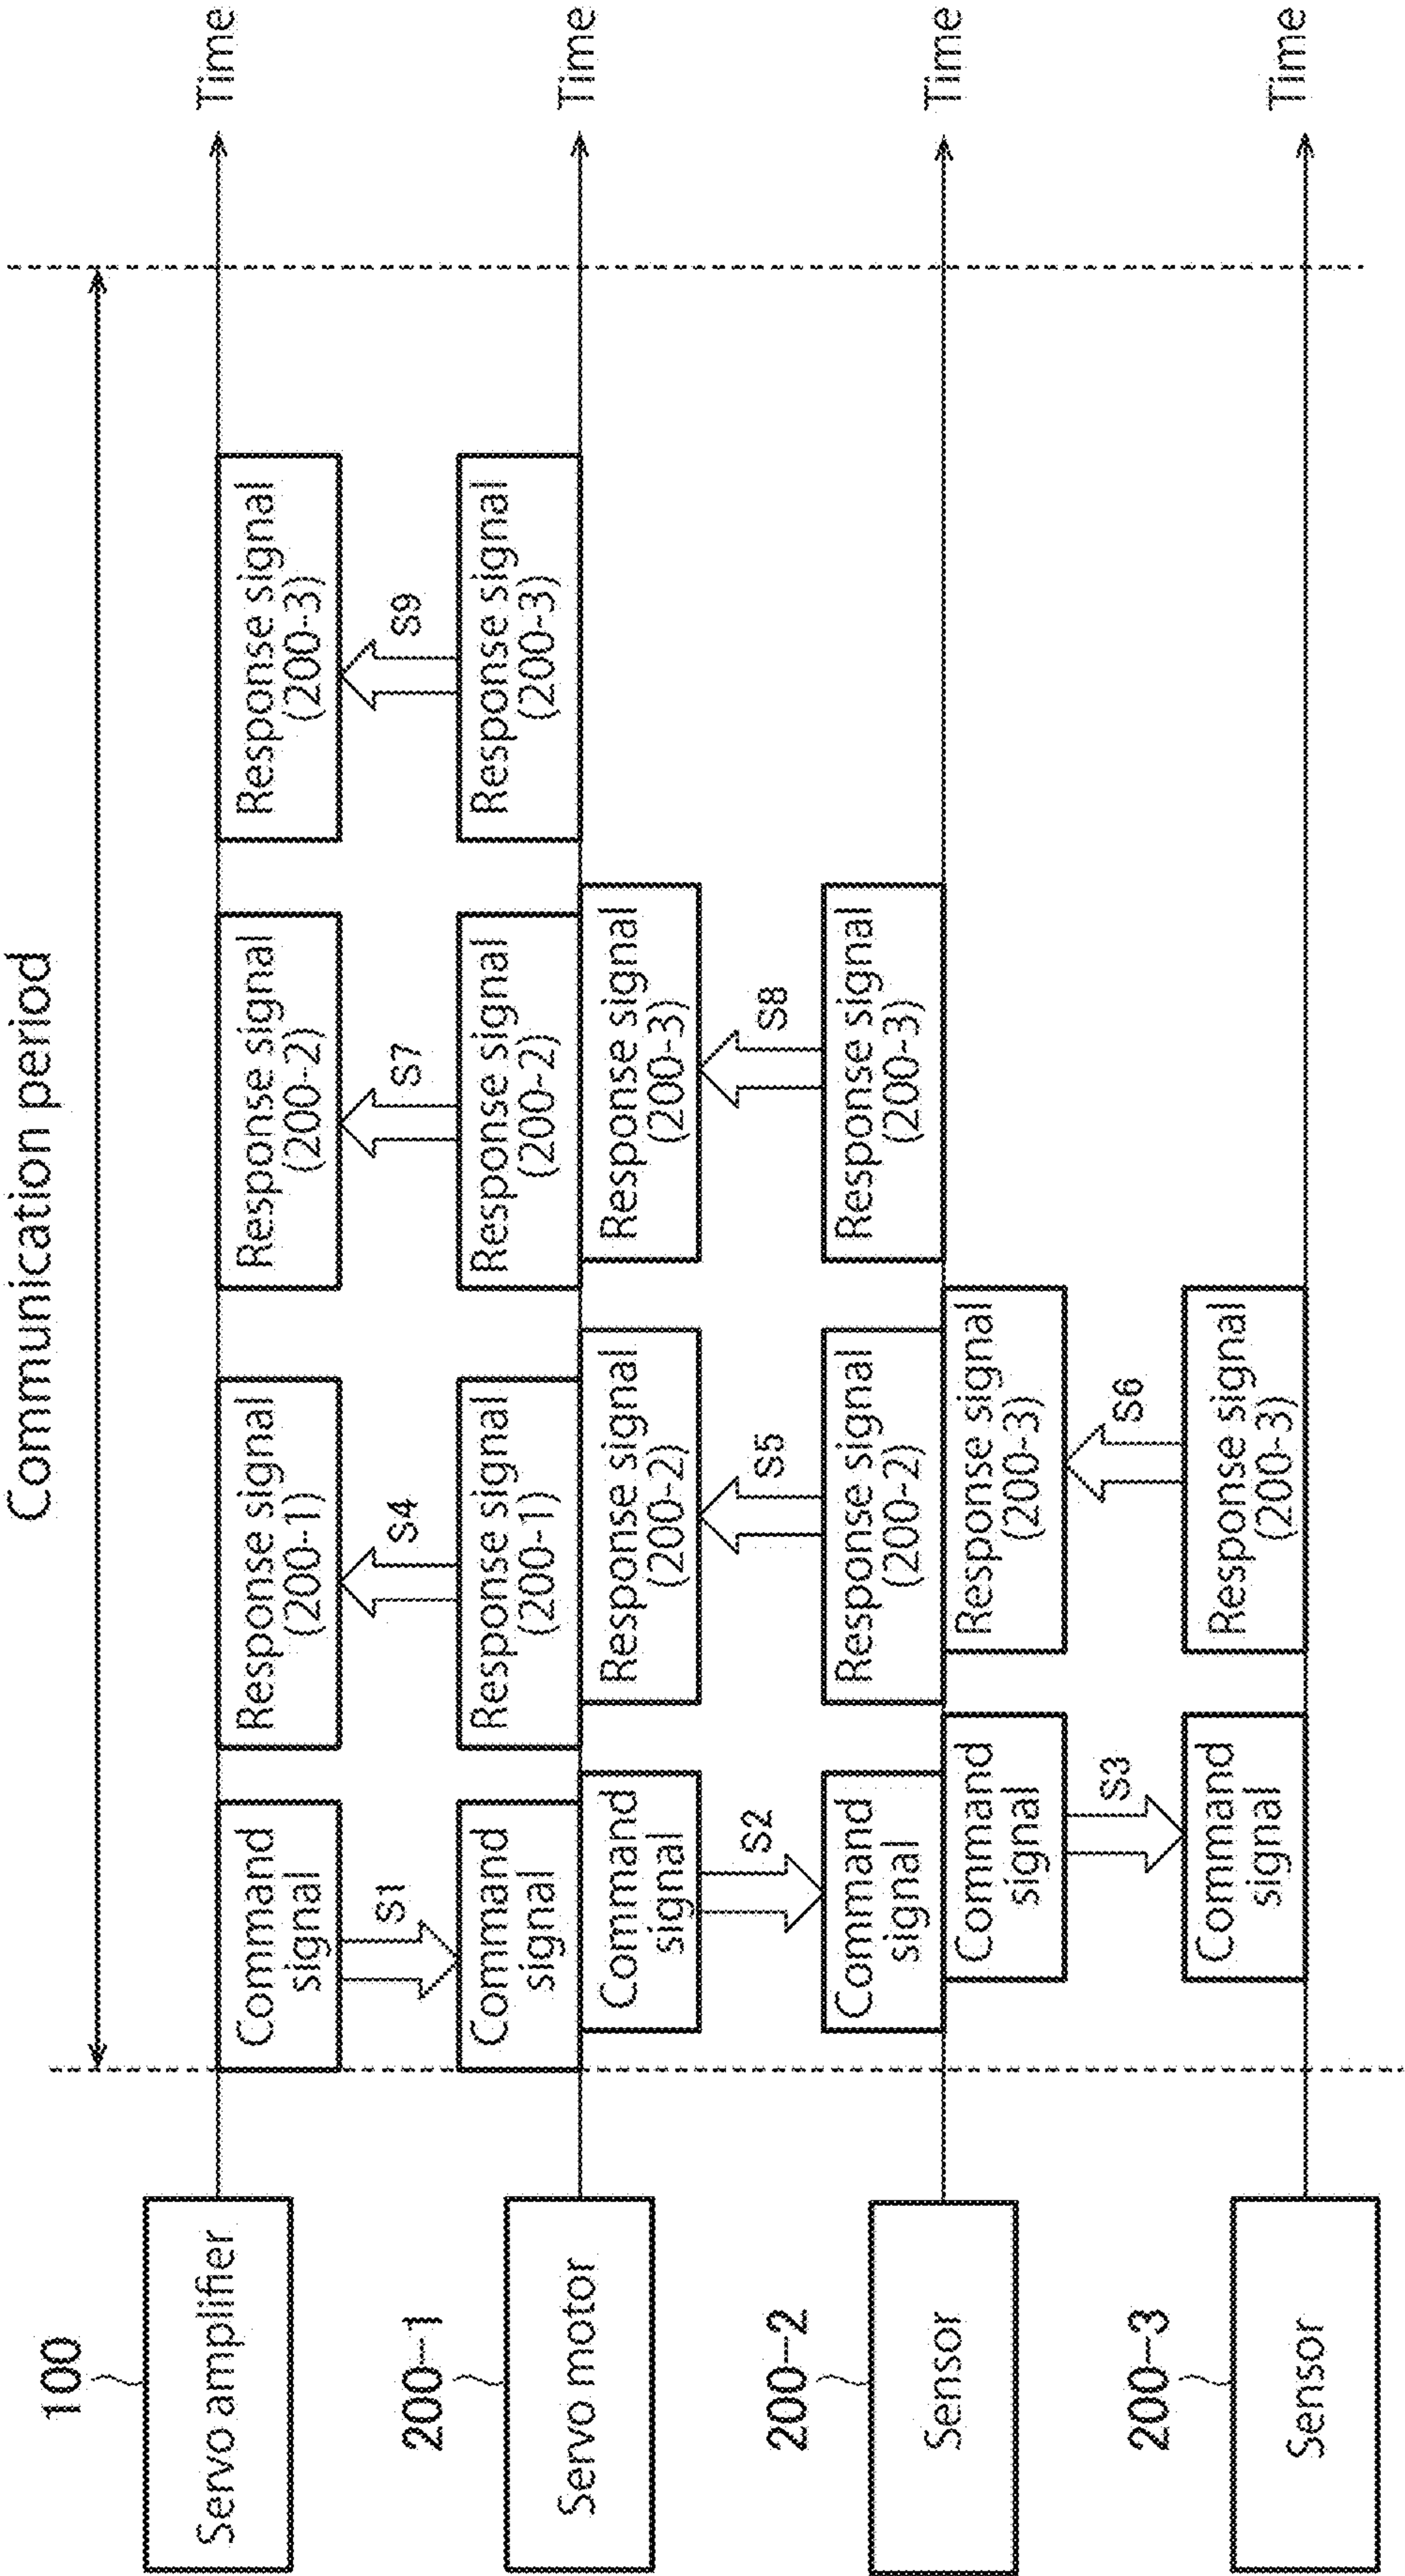 Communication period
100
Servo amplifier
Command
signal
Response signal
(200-1)
Response signal
(200-2)
Response signal
(200-3)
Time
S1
S4
S7
S9
200-1
Servo motor
Command
signal
Response signal
(200-1)
Response signal
(200-2)
Response signal
(200-3)
Time
Command
signal
Response signal
(200-2)
Response signal
(200-3)
S2
S5
S8
200-2
Sensor
Command
signal
Response signal
(200-2)
Response signal
(200-3)
Time
Command
signal
Response signal
(200-3)
S3
S6
200-3
Sensor
Command
signal
Response signal
(200-3)
Time